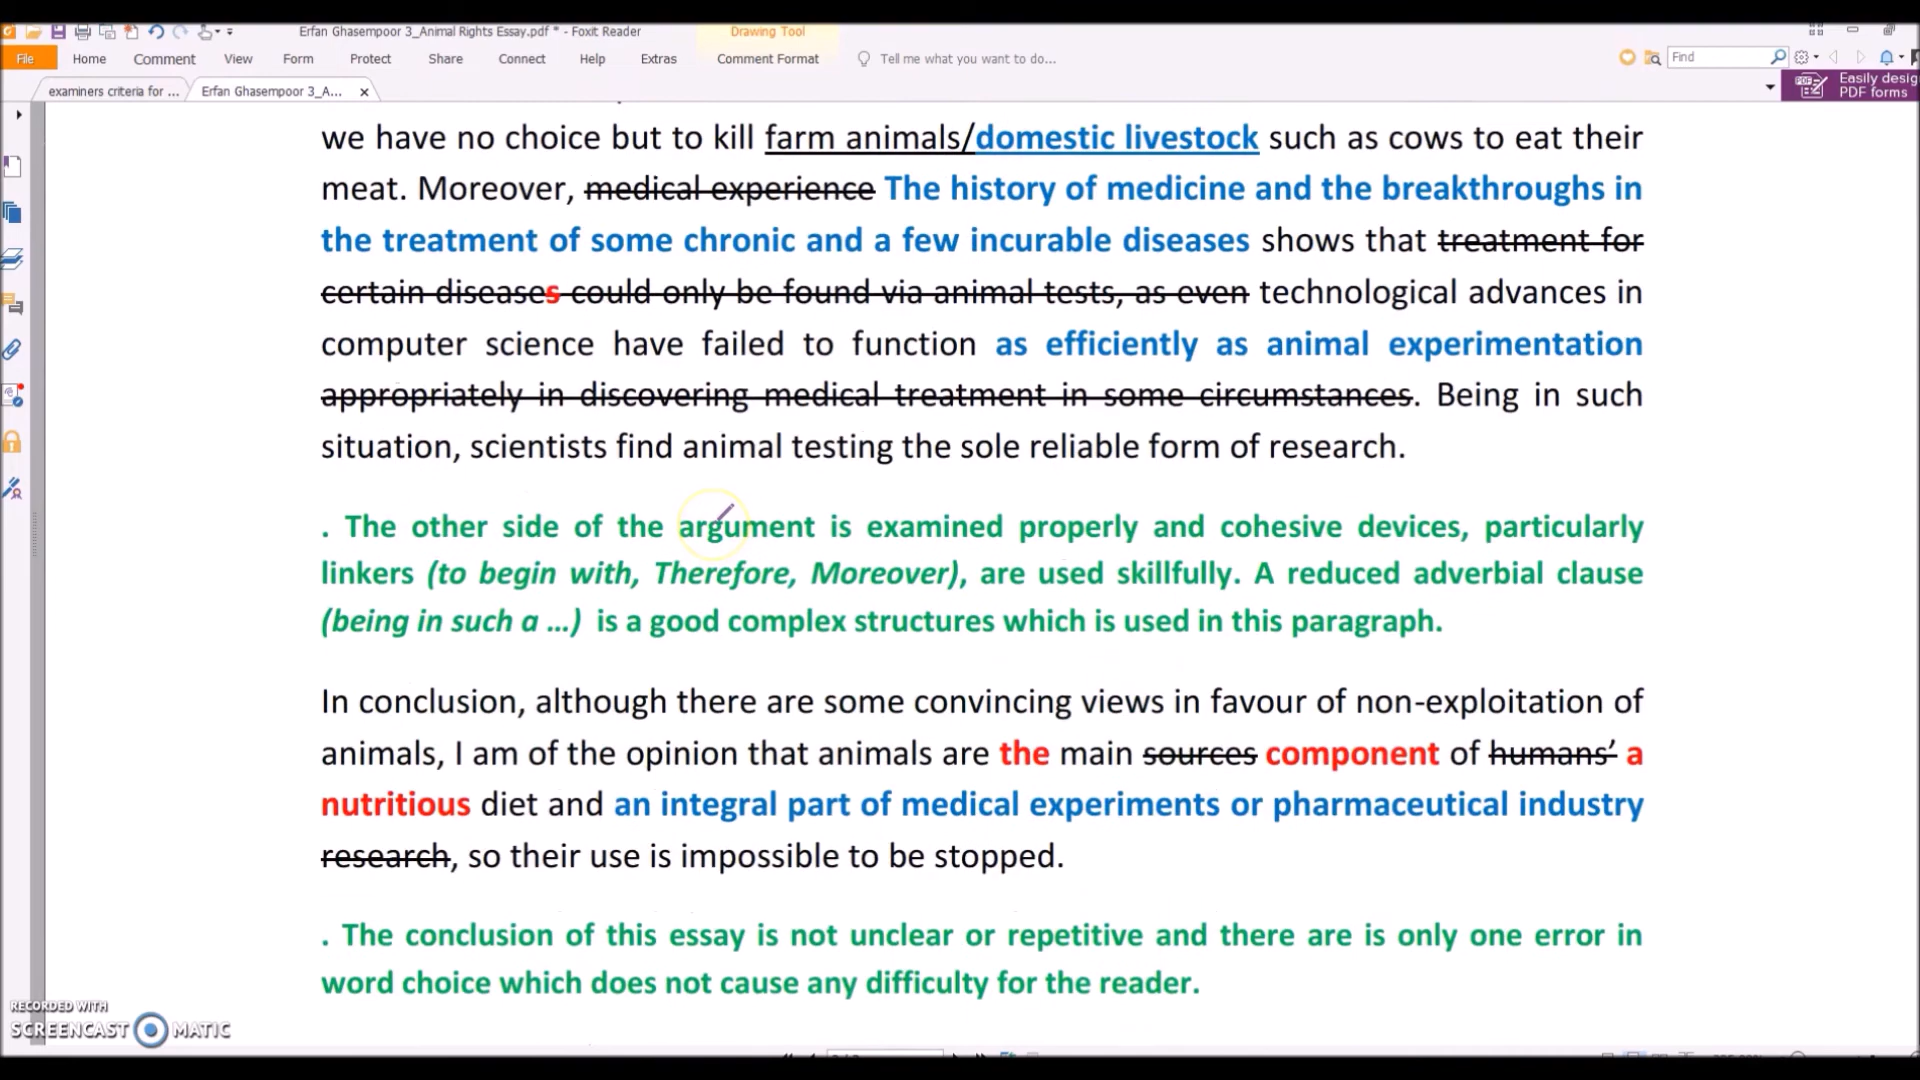 Erfan Ghasempoor 3_Animal Rights Essay.pdf * - Foxit Reader
Drawing Tool
File Home Comment View Form Protect Share Connect Help Extras Comment Format Tell me what you want to do... Find
examiners criteria for ... Erfan Ghasempoor 3_A...
Easily desig
PDF forms
we have no choice but to kill farm animals/domestic livestock such as cows to eat their
meat. Moreover, medical experience The history of medicine and the breakthroughs in
the treatment of some chronic and a few incurable diseases shows that treatment for
certain diseases could only be found via animal tests, as even technological advances in
computer science have failed to function as efficiently as animal experimentation
appropriately in discovering medical treatment in some circumstances. Being in such
situation, scientists find animal testing the sole reliable form of research.
. The other side of the argument is examined properly and cohesive devices, particularly
linkers (to begin with, Therefore, Moreover), are used skillfully. A reduced adverbial clause
(being in such a ...) is a good complex structures which is used in this paragraph.
In conclusion, although there are some convincing views in favour of non-exploitation of
animals, I am of the opinion that animals are the main sources component of humans' a
nutritious diet and an integral part of medical experiments or pharmaceutical industry
research, so their use is impossible to be stopped.
. The conclusion of this essay is not unclear or repetitive and there are is only one error in
word choice which does not cause any difficulty for the reader.
RECORDED WITH
SCREENCAST MATIC